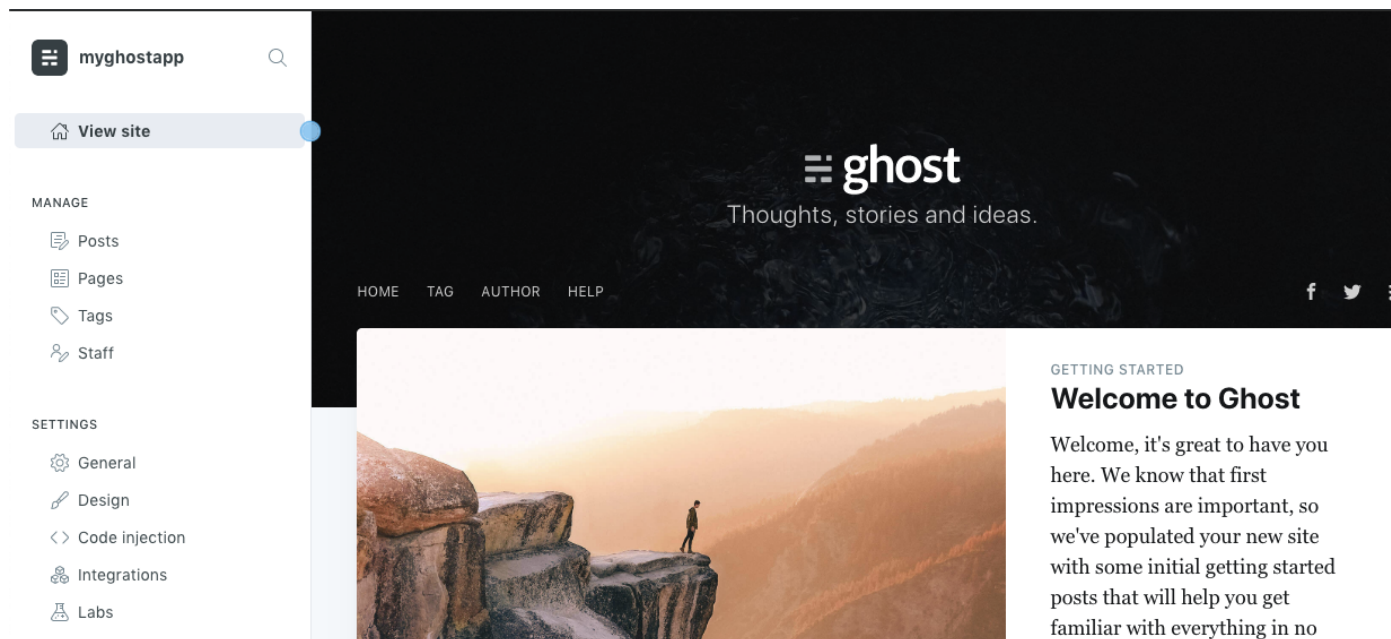 myghostapp
View site
MANAGE
Posts
Pages
Tags
Staff
SETTINGS
General
Design
Code injection
Integrations
Labs
ghost
Thoughts, stories and ideas.
HOME TAG AUTHOR HELP
GETTING STARTED
Welcome to Ghost
Welcome, it's great to have you
here. We know that first
impressions are important, so
we've populated your new site
with some initial getting started
posts that will help you get
familiar with everything in no